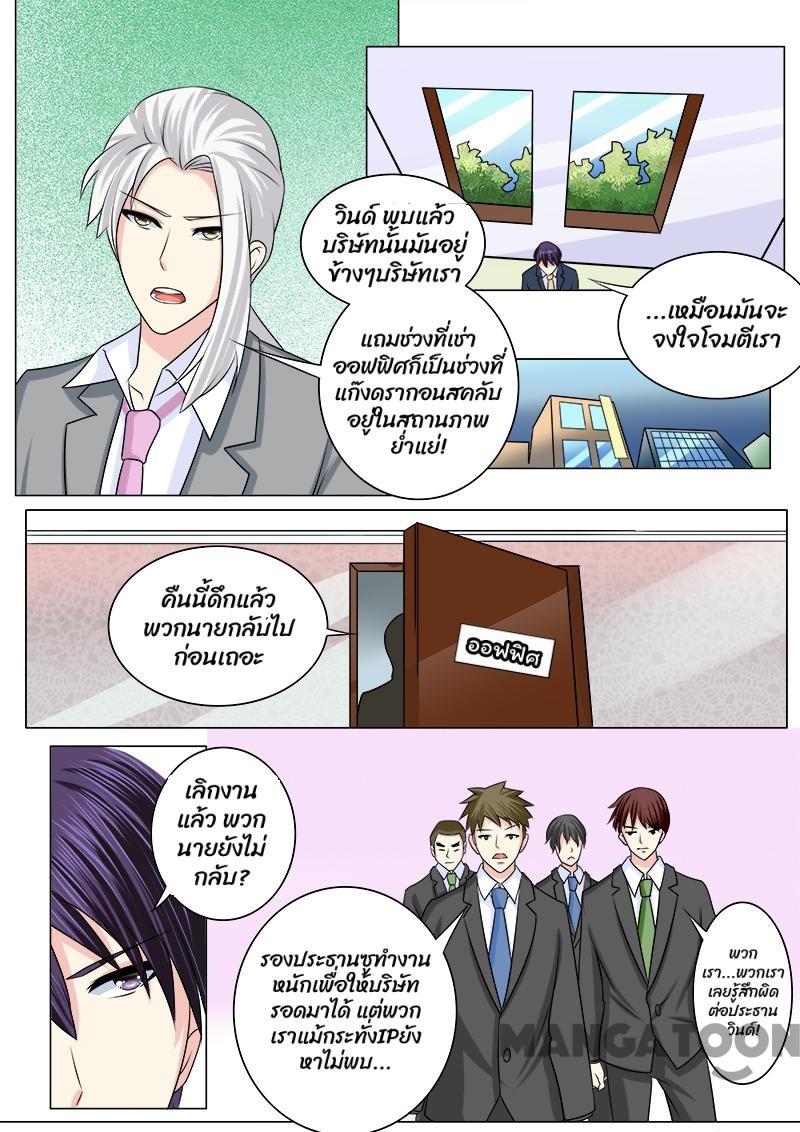 วินด์ พบแล้ว
บริษัทนั้นมันอยู่
ข้างๆบริษัทเรา
แถมช่วงที่เช่า
ออฟฟิศก็เป็นช่วงที่
แก๊งดรากอนสคลับ
อยู่ในสถานภาพ
ย่ำแย่!
...เหมือนมันจะ
จงใจโจมตีเรา
คืนนี้ดึกแล้ว
พวกนายกลับไป
ก่อนเถอะ
ออฟฟิศ
เลิกงาน
แล้ว พวก
นายยังไม่
กลับ?
รองประธานซูทำงาน
หนักเพื่อให้บริษัท
รอดมาได้ แต่พวก
เราแม้กระทั่งIPยัง
หาไม่พบ...
พวก
เรา...พวกเรา
เลยรู้สึกผิด
ต่อประธาน
วินด์!
MANGATOON